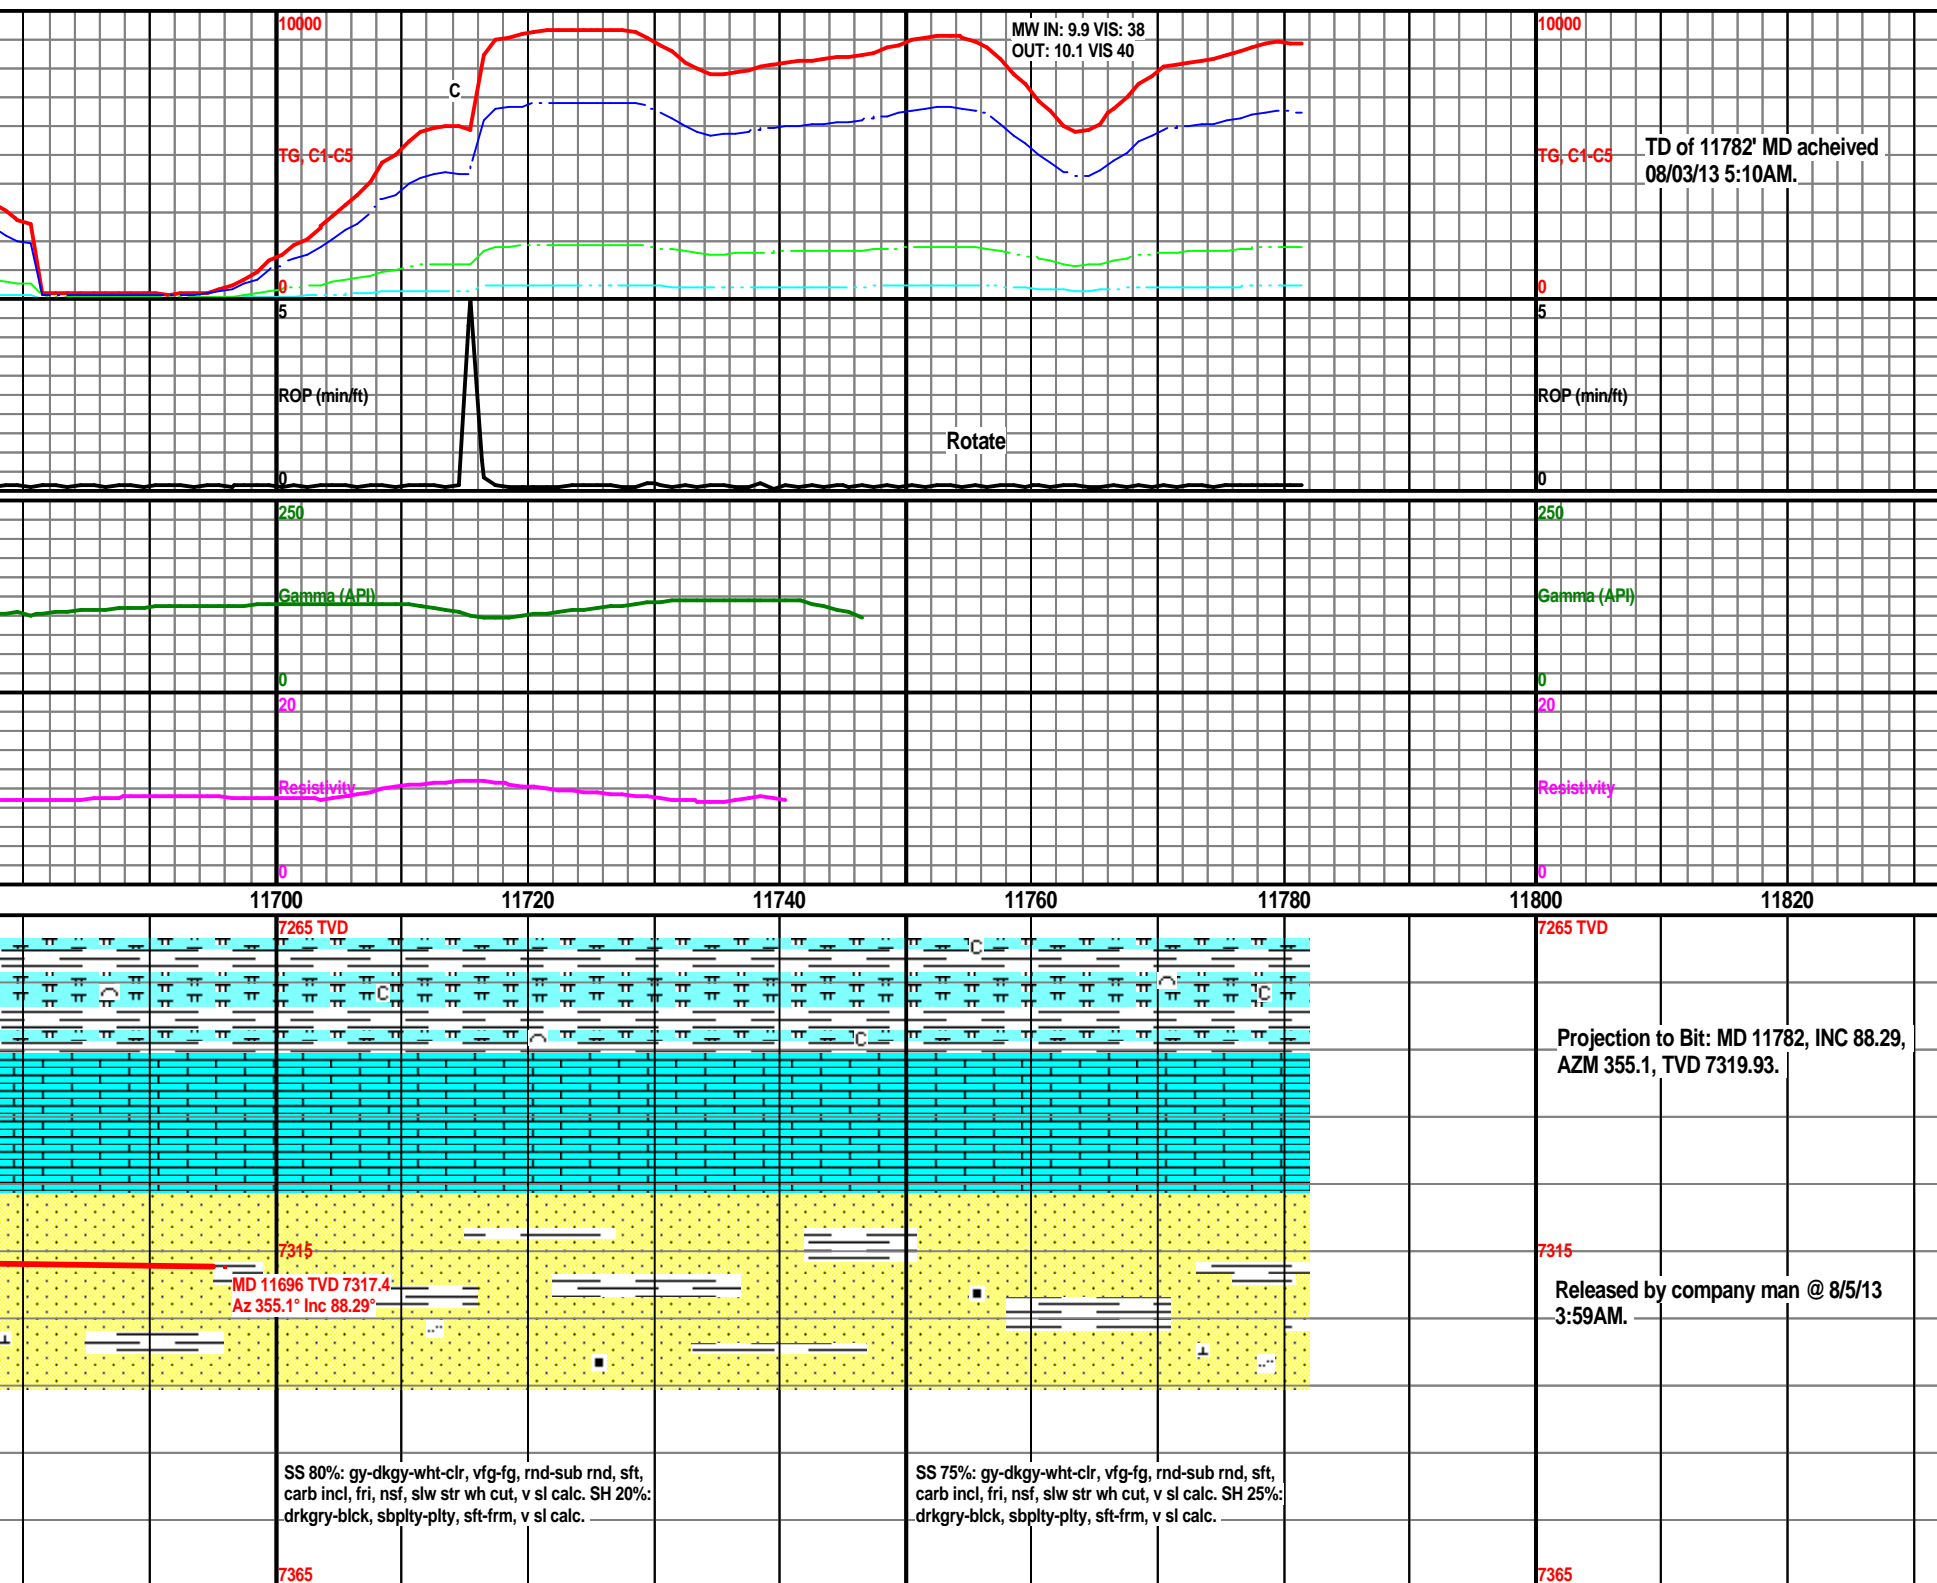 10000
MW IN: 9.9 VIS: 38
OUT: 10.1 VIS 40
10000
C
TG, C1-C5
TG, C1-C5
TD of 11782' MD acheived
08/03/13 5:10AM.
0
0
5
5
ROP (min/ft)
ROP (min/ft)
Rotate
0
0
250
250
Gamma (API)
Gamma (API)
0
0
20
20
Resistivity
Resistivity
0
0
11700
11720
11740
11760
11780
11800
11820
7265 TVD
7265 TVD
C
C
C
C
Projection to Bit: MD 11782, INC 88.29,
AZM 355.1, TVD 7319.93.
7315
7315
MD 11696 TVD 7317.4
Az 355.1° Inc 88.29°
Released by company man @ 8/5/13
3:59AM.
SS 80%: gy-dkgy-wht-clr, vfg-fg, rnd-sub rnd, sft,
carb incl, fri, nsf, slw str wh cut, v sl calc. SH 20%:
drkgry-blck, sbplty-plty, sft-frm, v sl calc.
SS 75%: gy-dkgy-wht-clr, vfg-fg, rnd-sub rnd, sft,
carb incl, fri, nsf, slw str wh cut, v sl calc. SH 25%:
drkgry-blck, sbplty-plty, sft-frm, v sl calc.
7365
7365